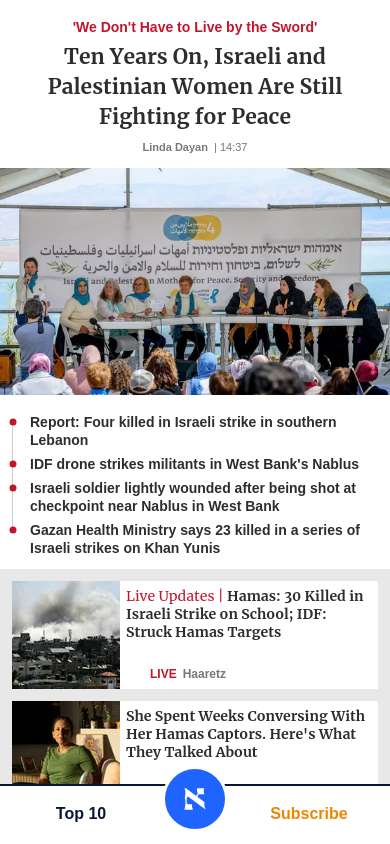 'We Don't Have to Live by the Sword'
Ten Years On, Israeli and
Palestinian Women Are Still
Fighting for Peace
Linda Dayan | 14:37
4
אימהות ישראליות ופלסטיניות أمهات اسرائيليات وفلسطينيات
לשלום, ביטחון וחירות للسلام والامن والحرية
Israeli and Palestinian Mothers for Peace, Security and Freedom
Report: Four killed in Israeli strike in southern
Lebanon
IDF drone strikes militants in West Bank's Nablus
Israeli soldier lightly wounded after being shot at
checkpoint near Nablus in West Bank
Gazan Health Ministry says 23 killed in a series of
Israeli strikes on Khan Yunis
Live Updates | Hamas: 30 Killed in
Israeli Strike on School; IDF:
Struck Hamas Targets
LIVE Haaretz
She Spent Weeks Conversing With
Her Hamas Captors. Here's What
They Talked About
Top 10
א
Subscribe